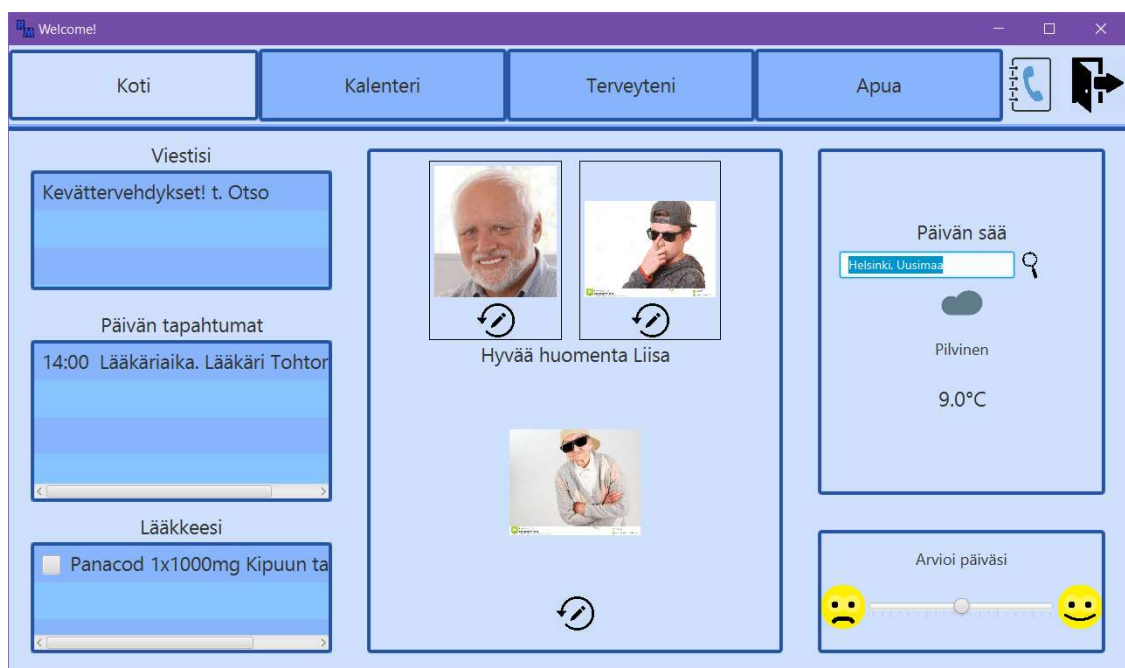 RM Welcome!
Koti
Kalenteri
Terveyteni
Apua
Viestisi
Kevättervehdykset! t. Otso
Päivän tapahtumat
14:00 Lääkäriaika. Lääkäri Tohtor
Lääkkeesi
Panacod 1x1000mg Kipuun ta
Hyvää huomenta Liisa
Päivän sää
Helsinki, Uusimaa
Pilvinen
9.0°C
Arvioi päiväsi